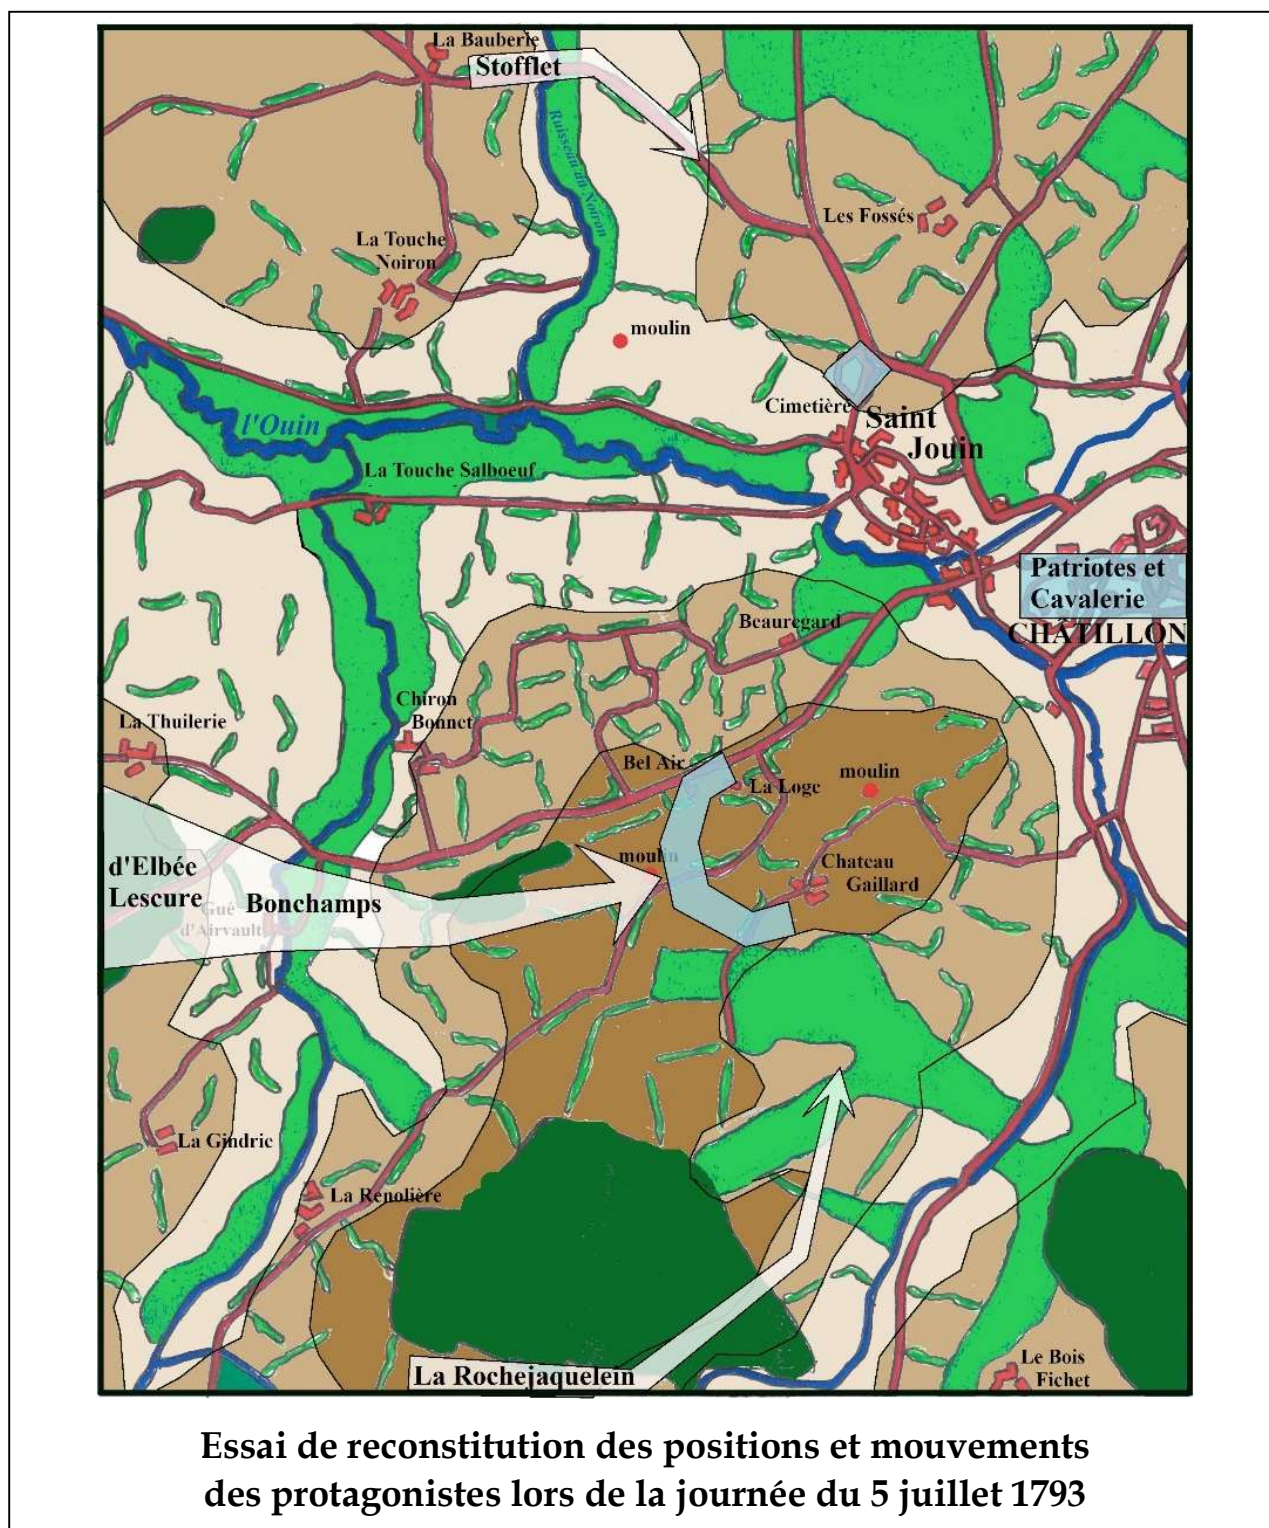 La Bauberie
Stofflet
Ruisseau du Noiron
Les Fossés
La Touche
Noiron
moulin
Cimetière
Saint
Jouin
l'Ouin
La Touche Salboeuf
Patriotes et
Cavalerie
CHÂTILLON
Beauregard
Chiron
Bonnet
La Thuilerie
Bel Air
La Loge
moulin
moulin
Chateau
Gaillard
d'Elbée
Lescure
Bonchamps
Gué
d'Airvault
La Gindrie
La Renolière
La Rochejaquelein
Le Bois
Fichet
Essai de reconstitution des positions et mouvements
des protagonistes lors de la journée du 5 juillet 1793